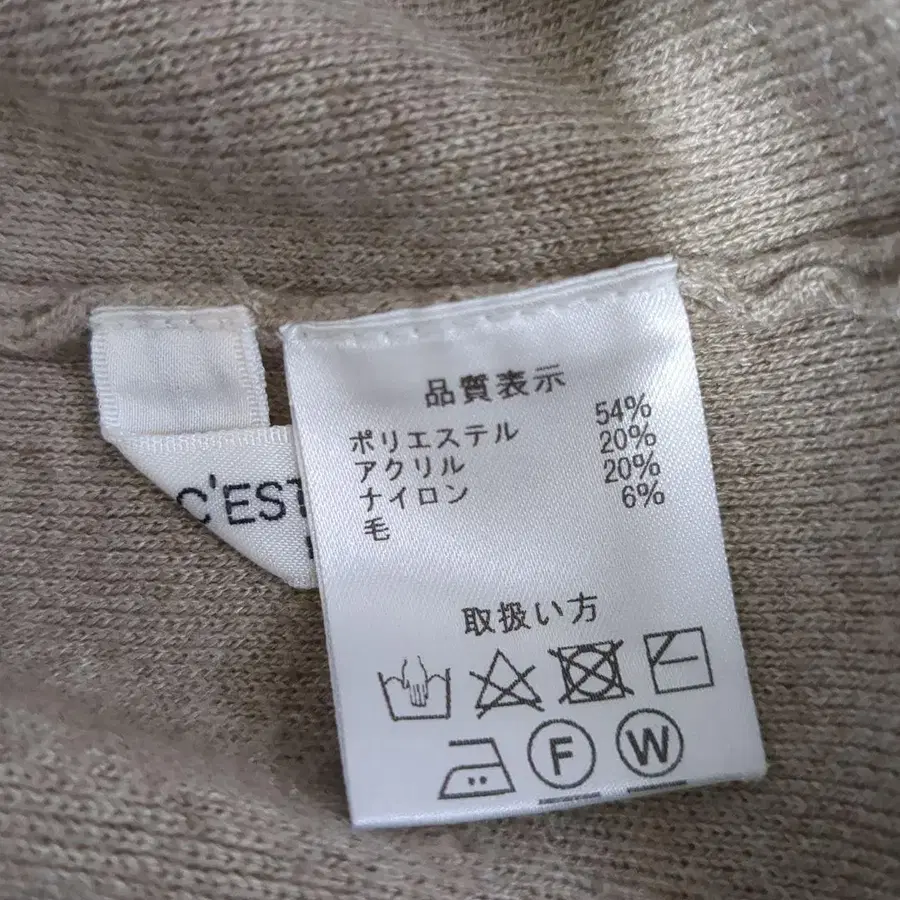 C'EST
品質表示
ポリエステル 54%
アクリル 20%
ナイロン 20%
毛 6%
取扱い方
F W